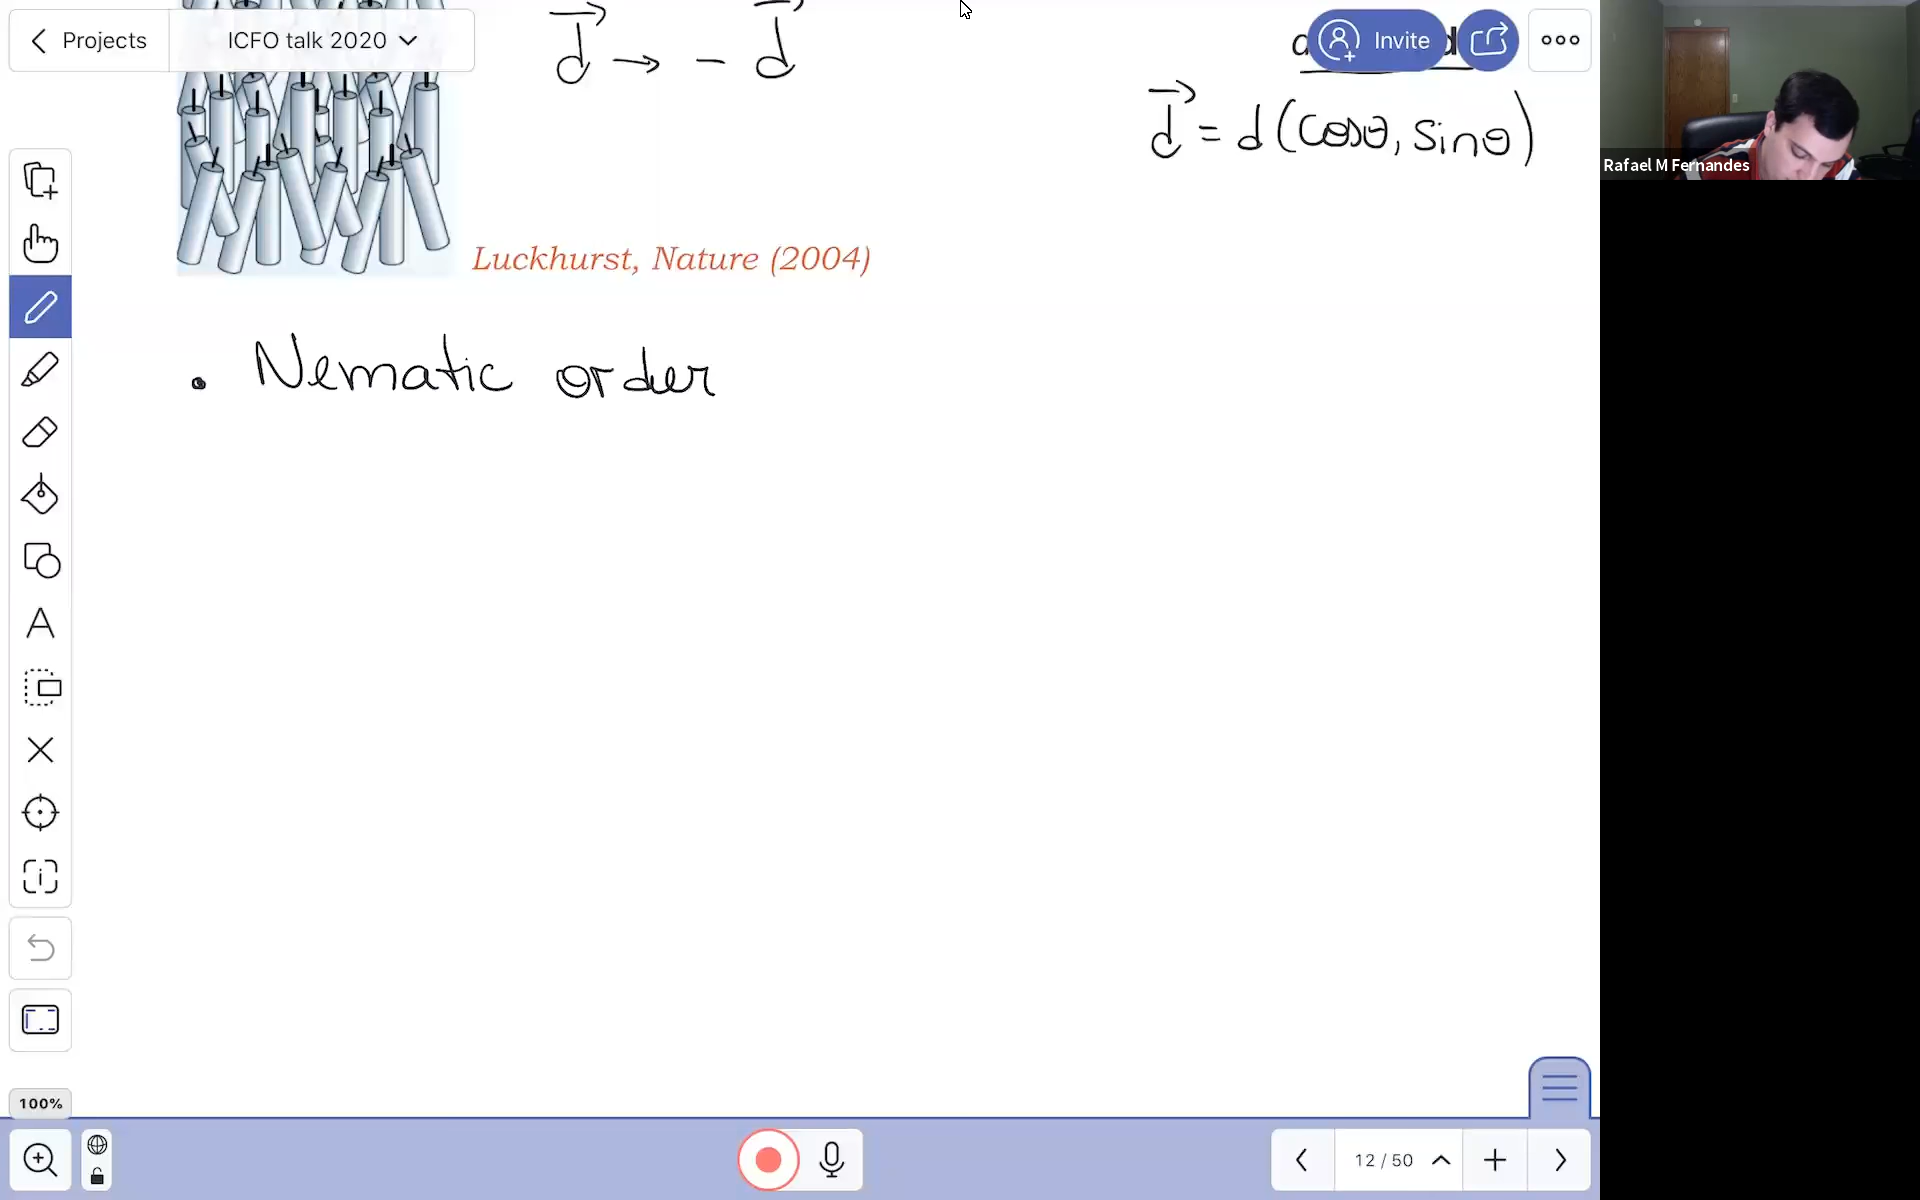 Projects
ICFO talk 2020
Invite
d → - d
d = d(cosθ, sinθ)
Rafael M Fernandes
Luckhurst, Nature (2004)
• Nematic order
100%
12 / 50